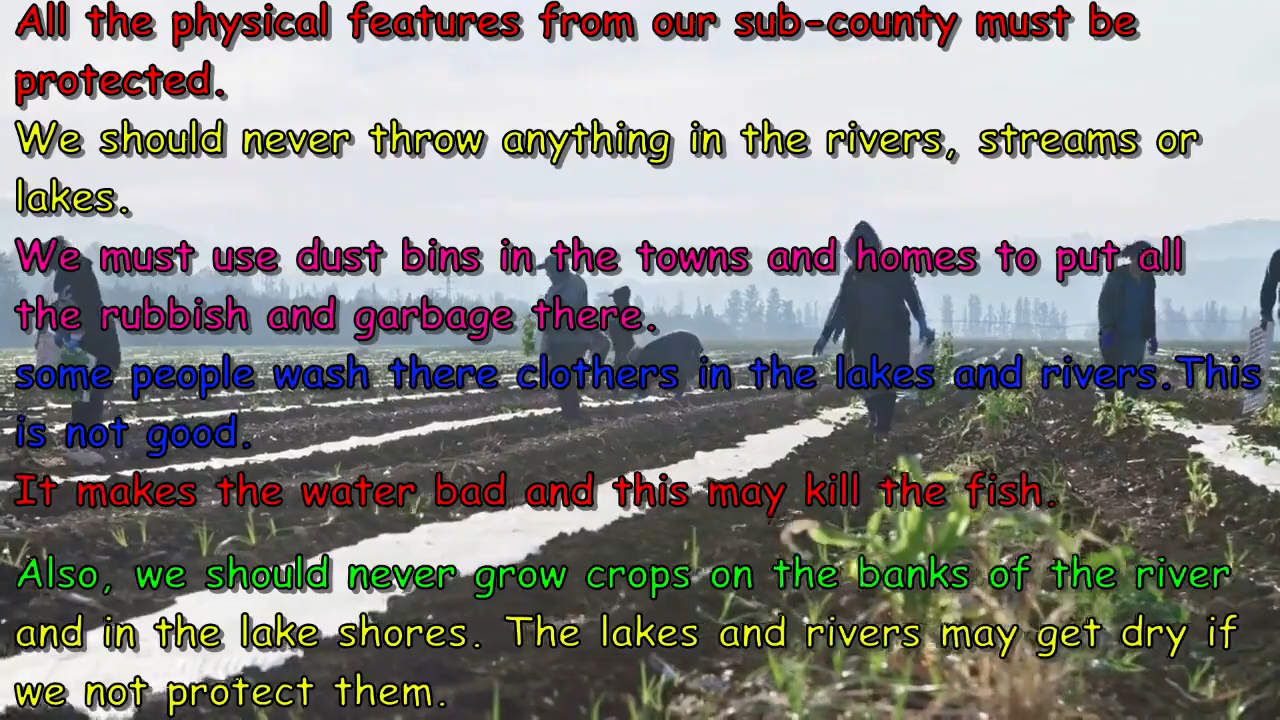 All the physical features from our sub-county must be
protected.
We should never throw anything in the rivers, streams or
lakes.
We must use dust bins in the towns and homes to put all
the rubbish and garbage there.
some people wash there clothers in the lakes and rivers.This
is not good.
It makes the water bad and this may kill the fish.
Also, we should never grow crops on the banks of the river
and in the lake shores. The lakes and rivers may get dry if
we not protect them.